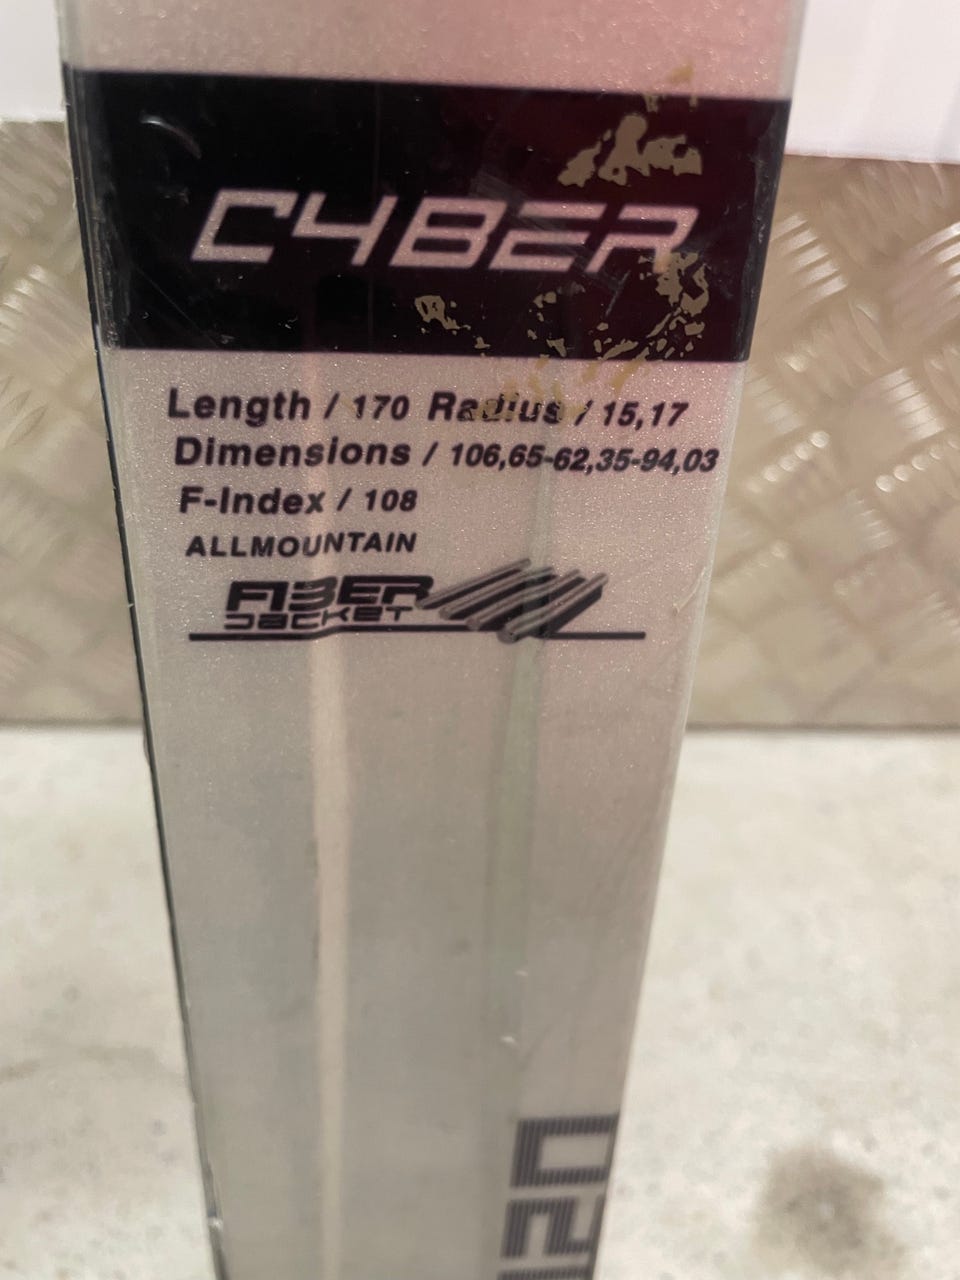 CYBER
Length / 170 Radius / 15,17
Dimensions / 106,65-62,35-94,03
F-Index / 108
ALLMOUNTAIN
FIBER
JACKET